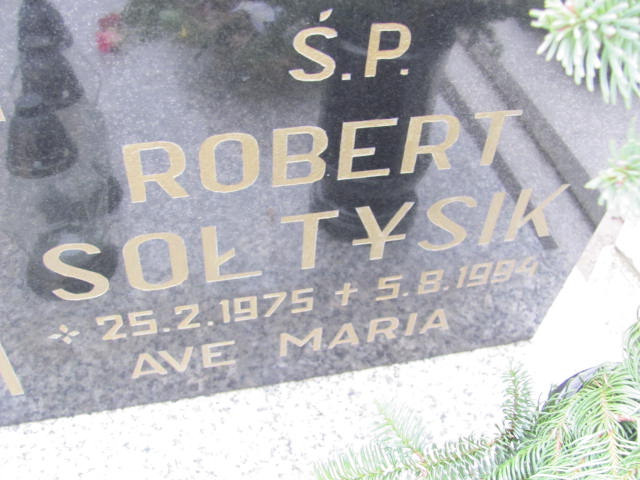 Ś.P.
ROBERT
SOŁTYSIK
25.2.1975 + 5.8.1994
AVE MARIA